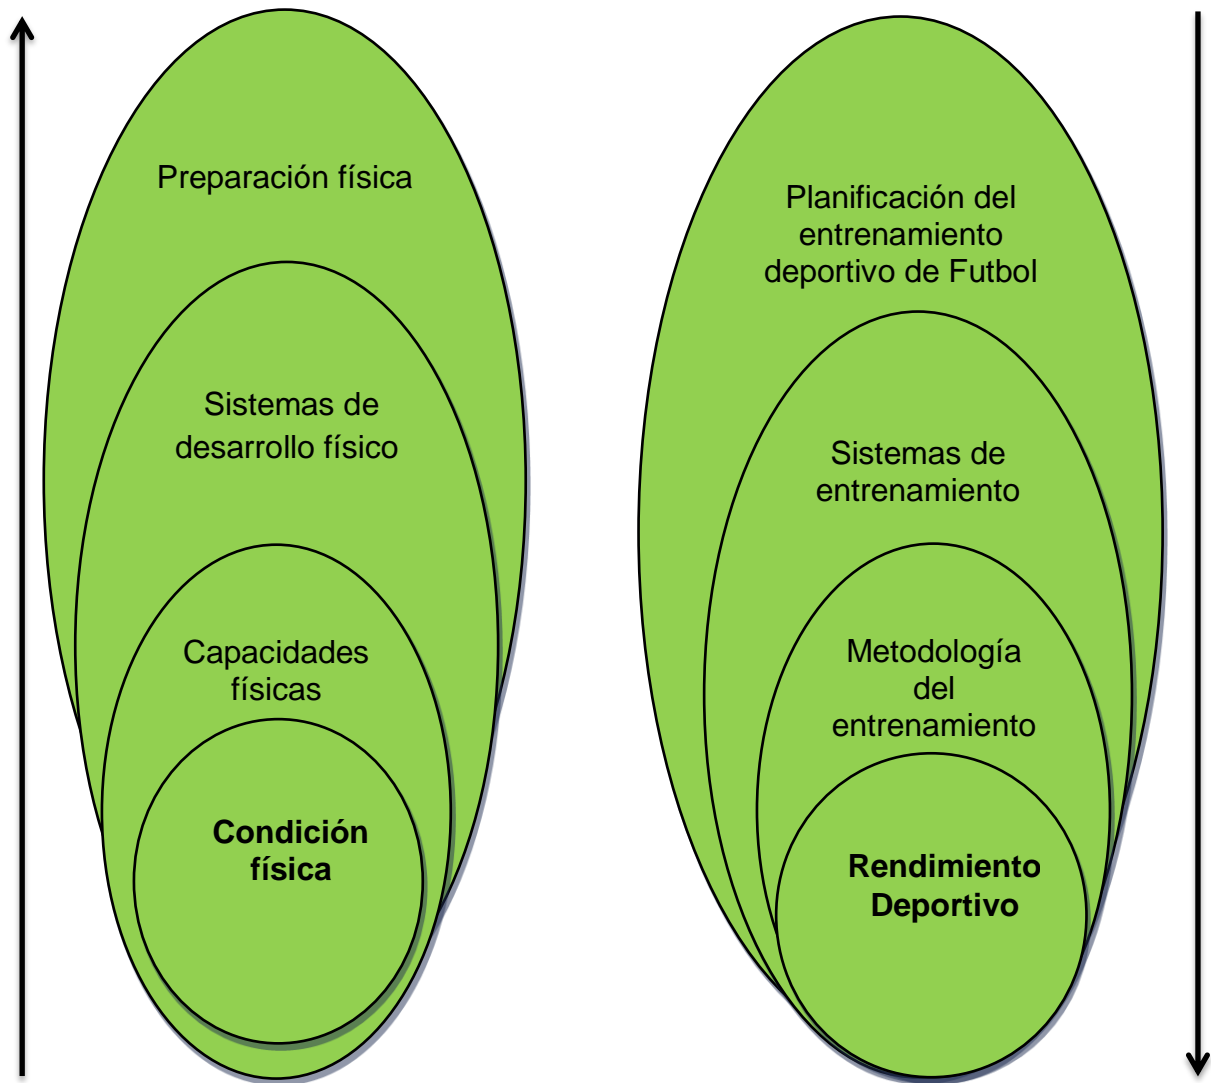 Preparación física
Sistemas de
desarrollo físico
Capacidades
físicas
Condición
física
Planificación del
entrenamiento
deportivo de Futbol
Sistemas de
entrenamiento
Metodología
del
entrenamiento
Rendimiento
Deportivo